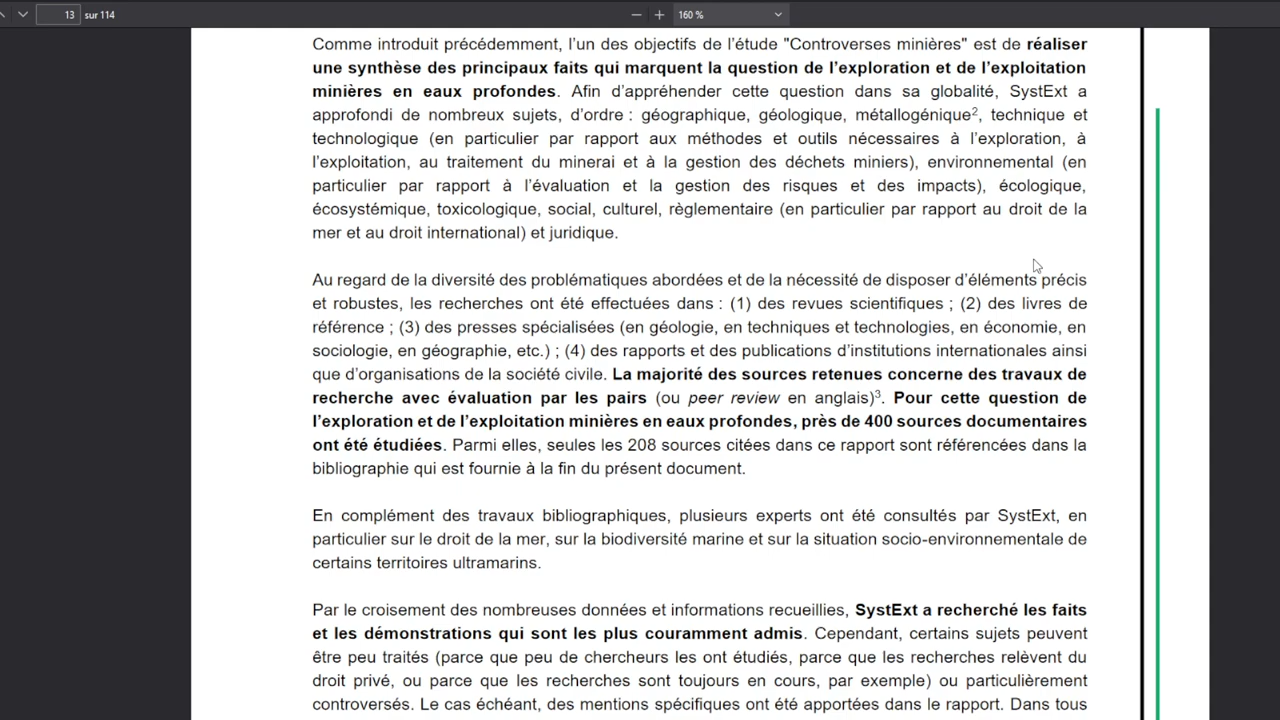 13 sur 114
160 %
Comme introduit précédemment, l’un des objectifs de l’étude "Controverses minières" est de réaliser
une synthèse des principaux faits qui marquent la question de l’exploration et de l’exploitation
minières en eaux profondes. Afin d’appréhender cette question dans sa globalité, SystExt a
approfondi de nombreux sujets, d’ordre : géographique, géologique, métallogénique2, technique et
technologique (en particulier par rapport aux méthodes et outils nécessaires à l’exploration, à
l’exploitation, au traitement du minerai et à la gestion des déchets miniers), environnemental (en
particulier par rapport à l’évaluation et la gestion des risques et des impacts), écologique,
écosystémique, toxicologique, social, culturel, règlementaire (en particulier par rapport au droit de la
mer et au droit international) et juridique.
Au regard de la diversité des problématiques abordées et de la nécessité de disposer d’éléments précis
et robustes, les recherches ont été effectuées dans : (1) des revues scientifiques ; (2) des livres de
référence ; (3) des presses spécialisées (en géologie, en techniques et technologies, en économie, en
sociologie, en géographie, etc.) ; (4) des rapports et des publications d’institutions internationales ainsi
que d’organisations de la société civile. La majorité des sources retenues concerne des travaux de
recherche avec évaluation par les pairs (ou peer review en anglais)3. Pour cette question de
l’exploration et de l’exploitation minières en eaux profondes, près de 400 sources documentaires
ont été étudiées. Parmi elles, seules les 208 sources citées dans ce rapport sont référencées dans la
bibliographie qui est fournie à la fin du présent document.
En complément des travaux bibliographiques, plusieurs experts ont été consultés par SystExt, en
particulier sur le droit de la mer, sur la biodiversité marine et sur la situation socio-environnementale de
certains territoires ultramarins.
Par le croisement des nombreuses données et informations recueillies, SystExt a recherché les faits
et les démonstrations qui sont les plus couramment admis. Cependant, certains sujets peuvent
être peu traités (parce que peu de chercheurs les ont étudiés, parce que les recherches relèvent du
droit privé, ou parce que les recherches sont toujours en cours, par exemple) ou particulièrement
controversés. Le cas échéant, des mentions spécifiques ont été apportées dans le rapport. Dans tous